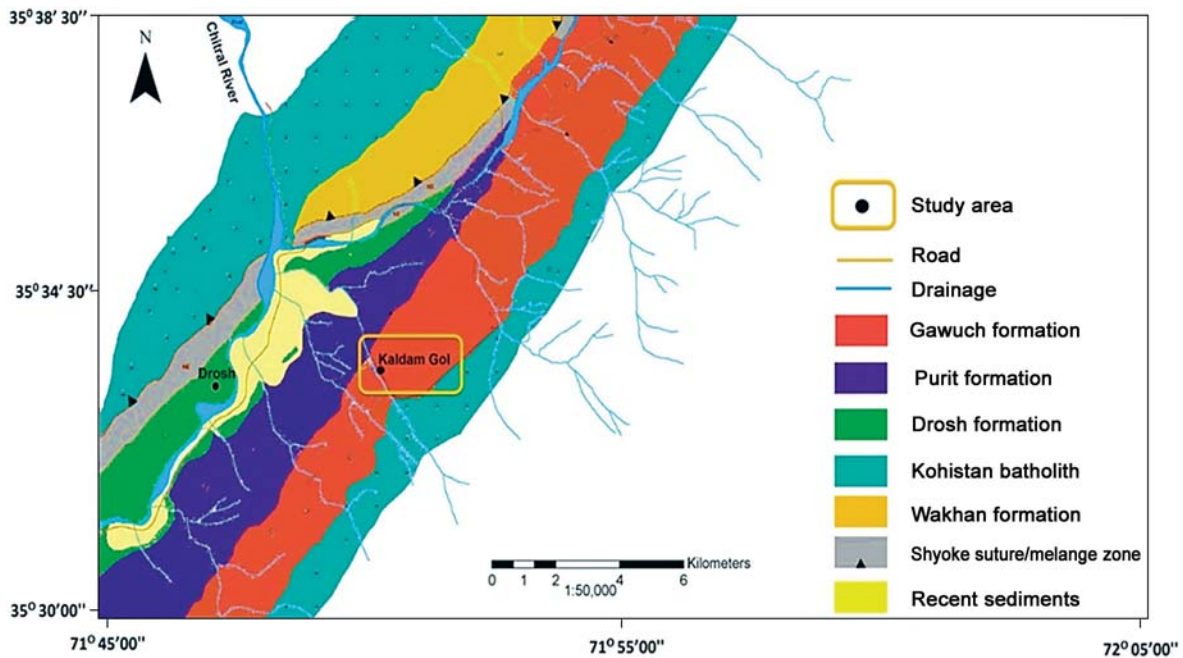 35° 38' 30"
N
Chitral River
35° 34' 30"
Drosh
Kaldam Gol
35° 30' 00"
71° 45' 00"
71° 55' 00"
72° 05' 00"
Kilometers
0 1 2 4 6
1:50,000
Study area
Road
Drainage
Gawuch formation
Purit formation
Drosh formation
Kohistan batholith
Wakhan formation
Shyoke suture/melange zone
Recent sediments